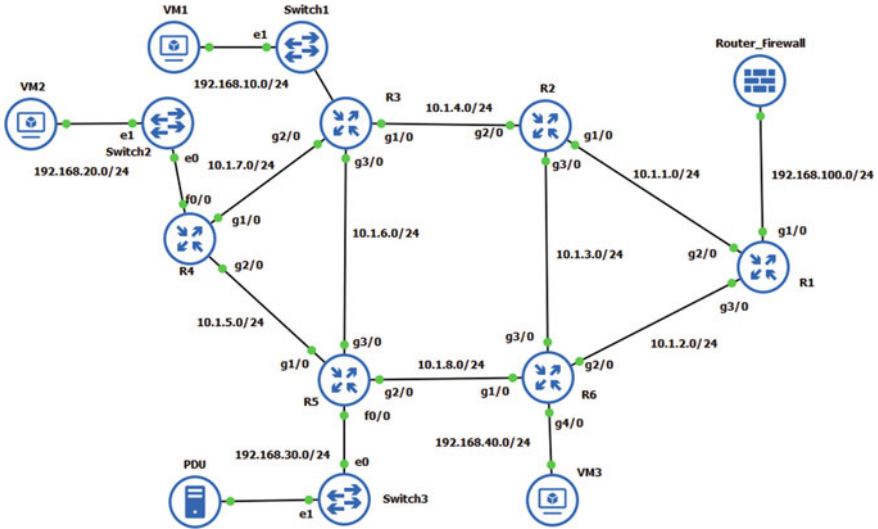 VM1
Switch1
e1
192.168.10.0/24
Router_Firewall
VM2
R3
10.1.4.0/24
R2
e1
Switch2
g2/0
g1/0
g2/0
g1/0
e0
192.168.20.0/24
10.1.7.0/24
g3/0
g3/0
10.1.1.0/24
192.168.100.0/24
f0/0
g1/0
10.1.6.0/24
10.1.3.0/24
g1/0
g2/0
R4
g2/0
R1
g3/0
10.1.5.0/24
g3/0
g3/0
10.1.2.0/24
g1/0
10.1.8.0/24
g2/0
R5
g2/0
g1/0
R6
f0/0
g4/0
192.168.30.0/24
192.168.40.0/24
PDU
e0
VM3
Switch3
e1